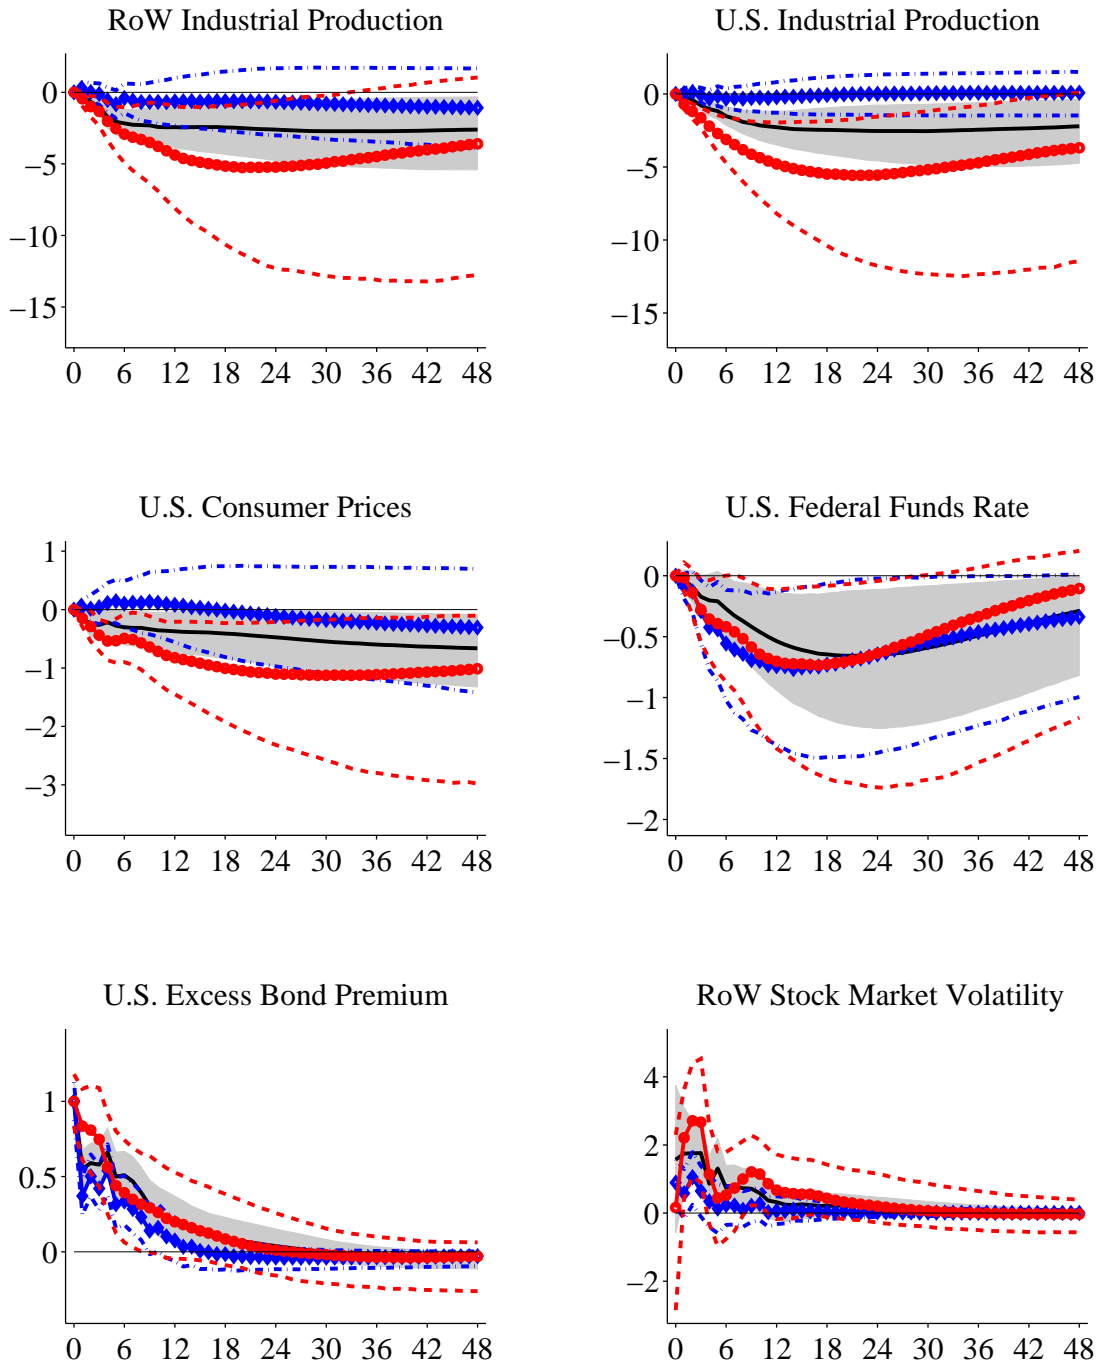 RoW Industrial Production
0
−5
−10
−15
0 6 12 18 24 30 36 42 48
U.S. Industrial Production
0
−5
−10
−15
0 6 12 18 24 30 36 42 48
U.S. Consumer Prices
1
0
−1
−2
−3
0 6 12 18 24 30 36 42 48
U.S. Federal Funds Rate
0
−0.5
−1
−1.5
−2
0 6 12 18 24 30 36 42 48
U.S. Excess Bond Premium
1
0.5
0
0 6 12 18 24 30 36 42 48
RoW Stock Market Volatility
4
2
0
−2
0 6 12 18 24 30 36 42 48